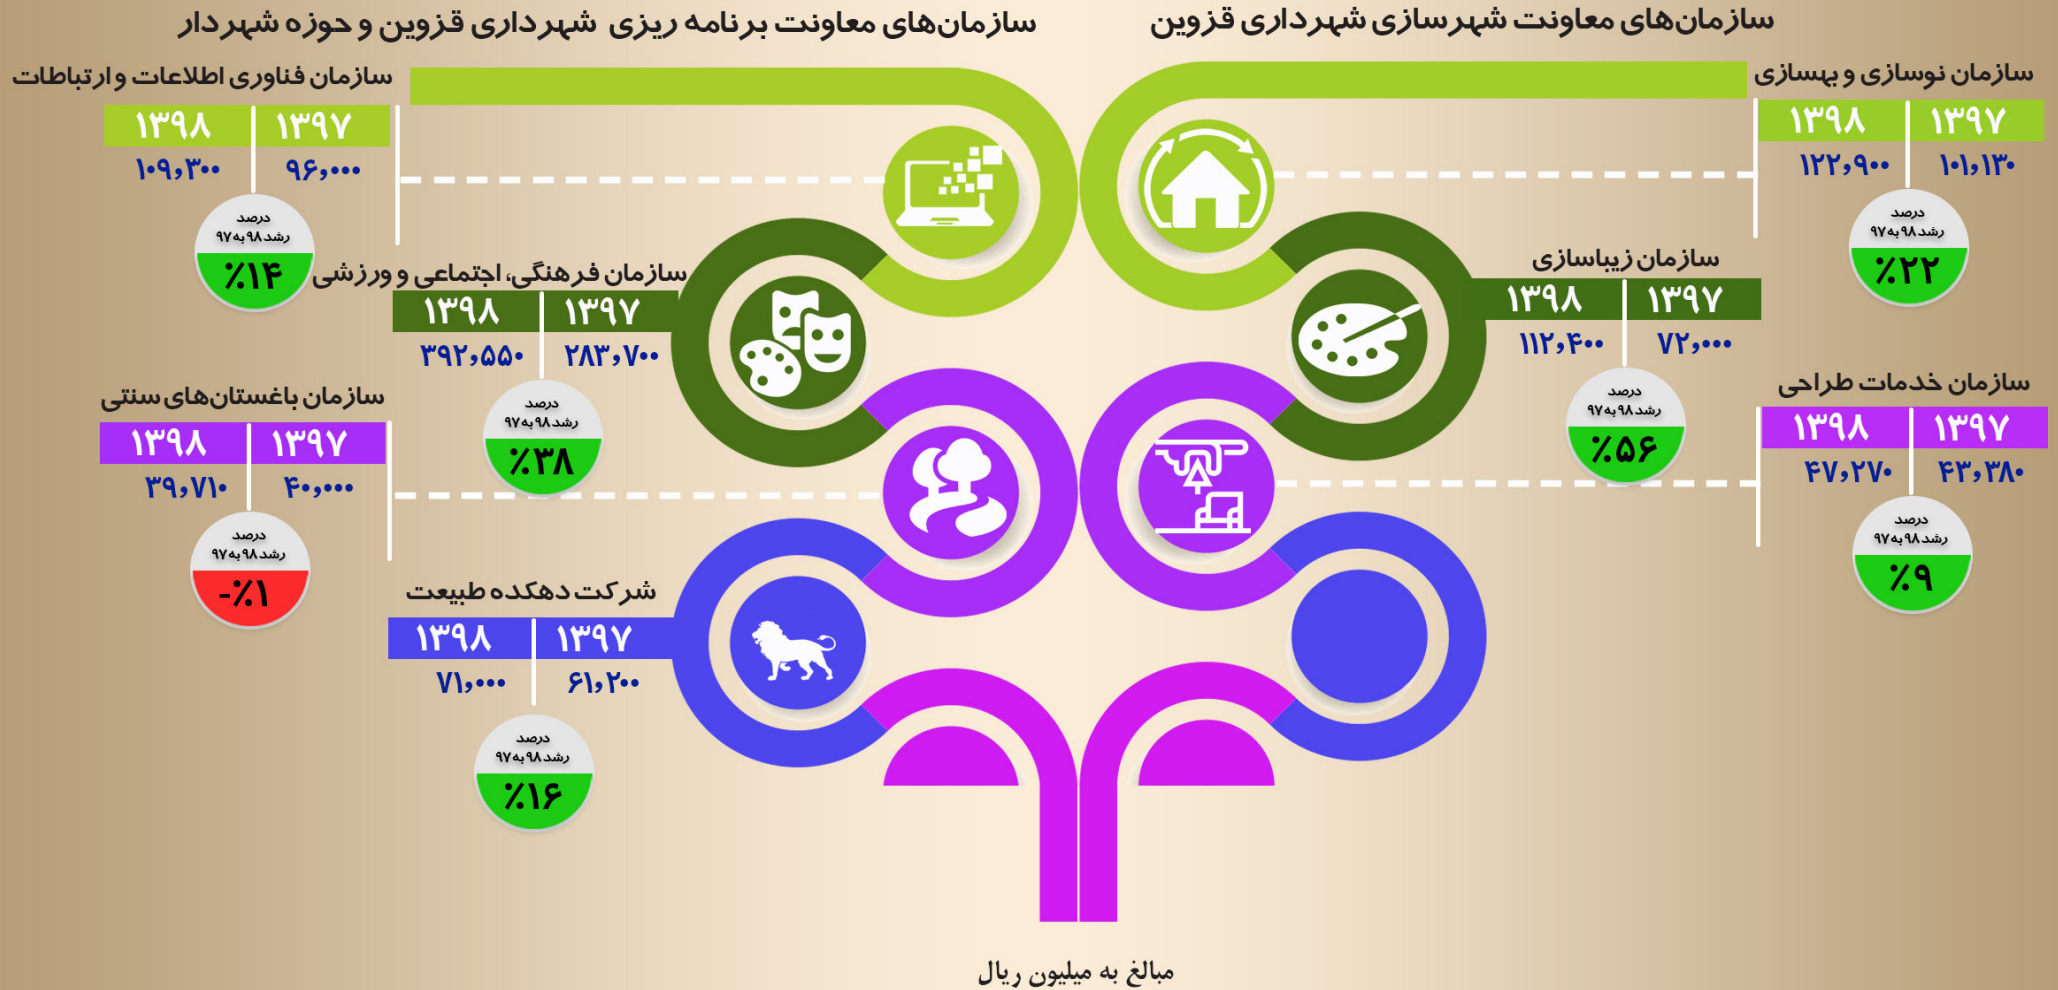 سازمان‌های معاونت شهرسازی شهرداری قزوین
سازمان نوسازی و بهسازی
۱۳۹۷ ۱۳۹۸
۱۰۱,۱۳۰ ۱۲۲,۹۰۰
درصد
رشد ۹۸ به ۹۷
٪۲۲
سازمان زیباسازی
۱۳۹۷ ۱۳۹۸
۷۲,۰۰۰ ۱۱۲,۴۰۰
درصد
رشد ۹۸ به ۹۷
٪۵۶
سازمان خدمات طراحی
۱۳۹۷ ۱۳۹۸
۴۳,۳۸۰ ۴۷,۲۷۰
درصد
رشد ۹۸ به ۹۷
٪۹
سازمان‌های معاونت برنامه ریزی شهرداری قزوین و حوزه شهردار
سازمان فناوری اطلاعات و ارتباطات
۱۳۹۷ ۱۳۹۸
۹۶,۰۰۰ ۱۰۹,۳۰۰
درصد
رشد ۹۸ به ۹۷
٪۱۴
سازمان فرهنگی، اجتماعی و ورزشی
۱۳۹۷ ۱۳۹۸
۲۸۳,۷۰۰ ۳۹۲,۵۵۰
درصد
رشد ۹۸ به ۹۷
٪۳۸
سازمان باغستان‌های سنتی
۱۳۹۷ ۱۳۹۸
۴۰,۰۰۰ ۳۹,۷۱۰
درصد
رشد ۹۸ به ۹۷
-٪۱
شرکت دهکده طبیعت
۱۳۹۷ ۱۳۹۸
۶۱,۲۰۰ ۷۱,۰۰۰
درصد
رشد ۹۸ به ۹۷
٪۱۶
مبالغ به میلیون ریال